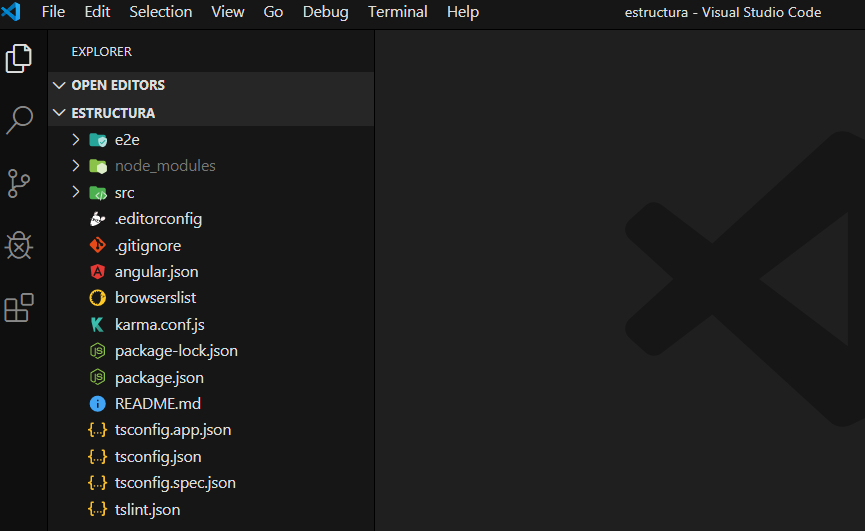 File Edit Selection View Go Debug Terminal Help estructura - Visual Studio Code
EXPLORER
OPEN EDITORS
ESTRUCTURA
e2e
node_modules
src
.editorconfig
.gitignore
angular.json
browserslist
karma.conf.js
package-lock.json
package.json
README.md
tsconfig.app.json
tsconfig.json
tsconfig.spec.json
tslint.json